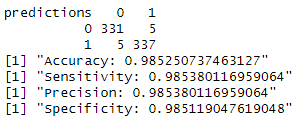 predictions   0   1
          0 331   5
          1   5 337
[1] "Accuracy: 0.985250737463127"
[1] "Sensitivity: 0.985380116959064"
[1] "Precision: 0.985380116959064"
[1] "Specificity: 0.985119047619048"